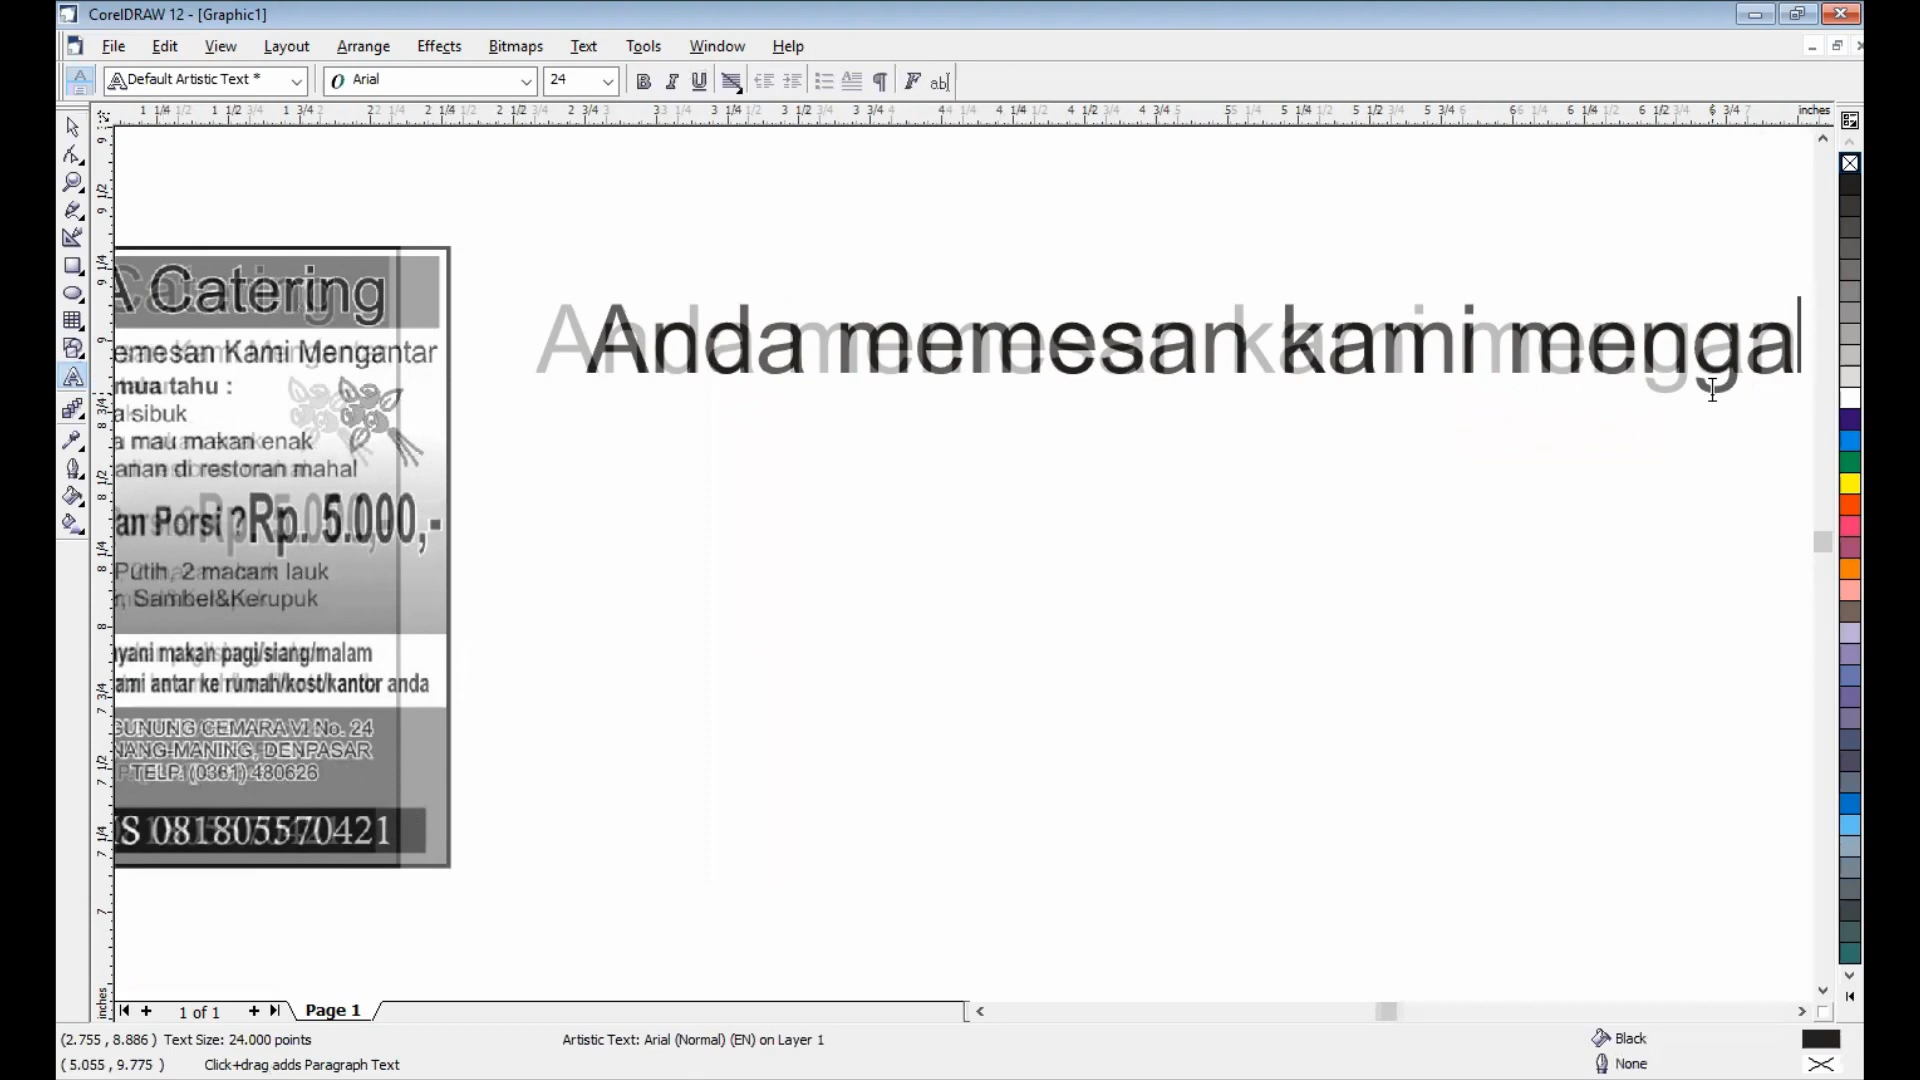 CorelDRAW 12 - [Graphic1]
File Edit View Layout Arrange Effects Bitmaps Text Tools Window Help
Default Artistic Text * Arial 24
inches
Catering
emesan Kami Mengantar
mua tahu :
a sibuk
a mau makan enak
anan di restoran mahal
an Porsi ? Rp. 5.000,-
Putih, 2 macam lauk
r, Sambel&Kerupuk
yani makan pagi/siang/malam
ami antar ke rumah/kost/kantor anda
GUNUNG CEMARA VI No. 24
NANG-MANING, DENPASAR
TELP. (0361) 480626
S 081805570421
Anda memesan kami menga
inches
1 of 1 Page 1
(2.755 , 8.886 ) Text Size: 24.000 points Artistic Text: Arial (Normal) (EN) on Layer 1 Black
( 5.055 , 9.775 ) Click+drag adds Paragraph Text None